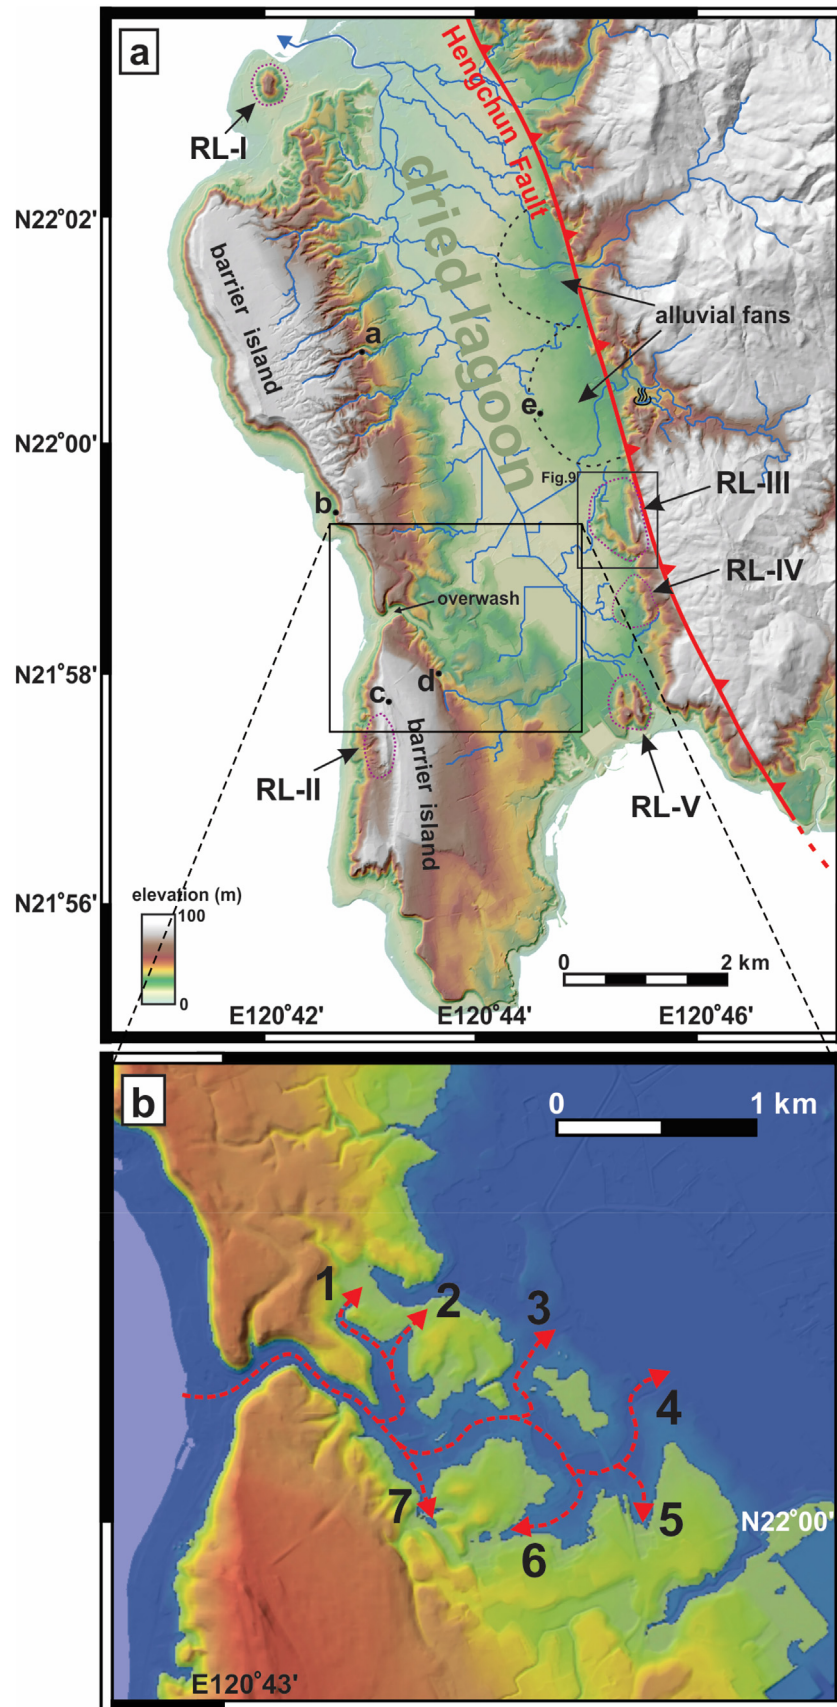 a
RL-I
Hengchun Fault
N22°02'
dried lagoon
barrier island
alluvial fans
a
e
N22°00'
Fig.9
RL-III
b
RL-IV
overwash
N21°58'
d
c
barrier island
RL-II
RL-V
N21°56'
elevation (m)
100
0
0 2 km
E120°42' E120°44' E120°46'
b
0 1 km
1
2
3
4
7
5
N22°00'
6
E120°43'